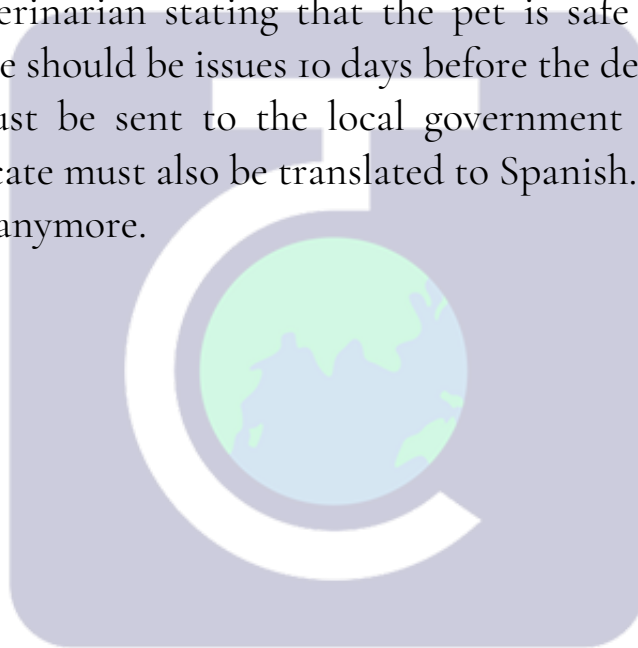 erinarian stating that the pet is safe
e should be issues 10 days before the de
ust be sent to the local government
cate must also be translated to Spanish.
anymore.